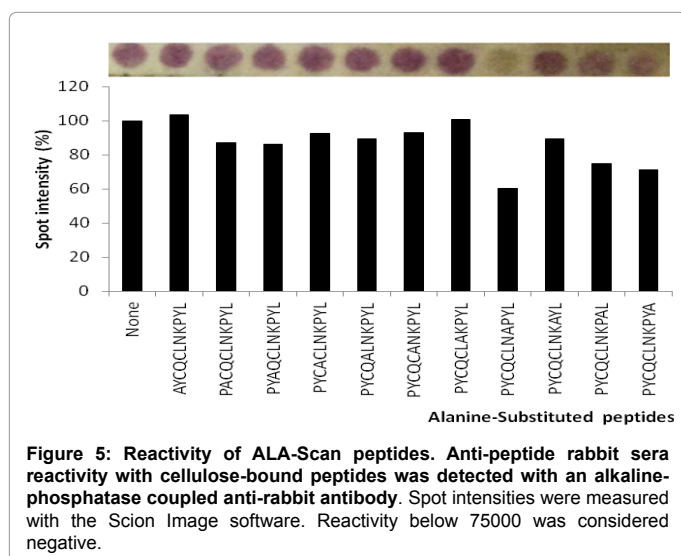 120
100
80
60
40
20
0
Spot intensity (%)
None
AYCQCLNKPYL
PACQCLNKPYL
PYAQCLNKPYL
PYCACLNKPYL
PYCQALNKPYL
PYCQCANKPYL
PYCQCLAKPYL
PYCQCLNAPYL
PYCQCLNKAYL
PYCQCLNKPAL
PYCQCLNKPYA
Alanine-Substituted peptides
Figure 5: Reactivity of ALA-Scan peptides. Anti-peptide rabbit sera
reactivity with cellulose-bound peptides was detected with an alkaline-
phosphatase coupled anti-rabbit antibody. Spot intensities were measured
with the Scion Image software. Reactivity below 75000 was considered
negative.